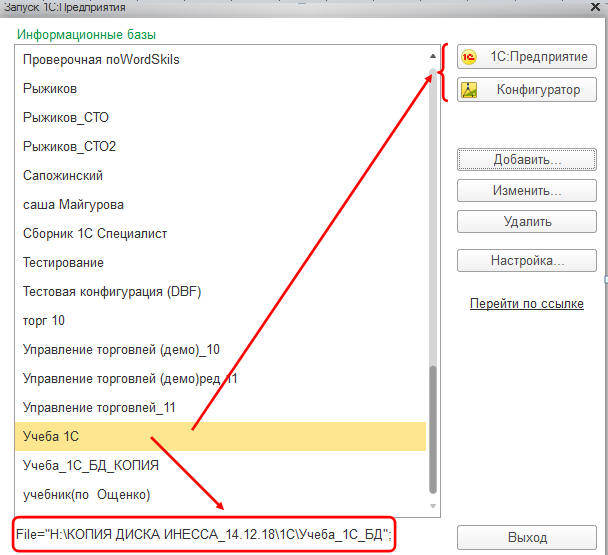 Запуск 1С:Предприятия
Информационные базы
Проверочная поWordSkils
Рыжиков
Рыжиков_СТО
Рыжиков_СТО2
Сапожинский
саша Майгурова
Сборник 1С Специалист
Тестирование
Тестовая конфигурация (DBF)
торг 10
Управление торговлей (демо)_10
Управление торговлей (демо)ред.11
Управление торговлей_11
Учеба 1С
Учеба_1С_БД_КОПИЯ
учебник(по Ощенко)
File="H:\КОПИЯ ДИСКА ИНЕССА_14.12.18\1С\Учеба_1С_БД";
1С:Предприятие
Конфигуратор
Добавить...
Изменить...
Удалить
Настройка...
Перейти по ссылке
Выход